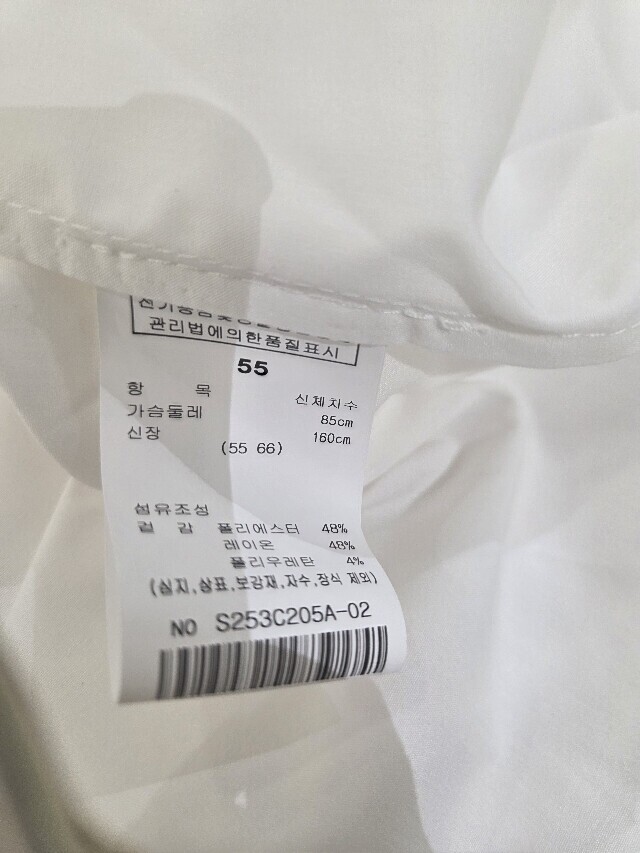 관리법에의한품질표시
55
항 목 신체치수
가슴둘레 85cm
신장 160cm
(55 66)
섬유조성
겉 감 폴리에스터 48%
레이온 48%
폴리우레탄 4%
(심지,상표,보강재,자수,장식 제외)
NO S253C205A-02